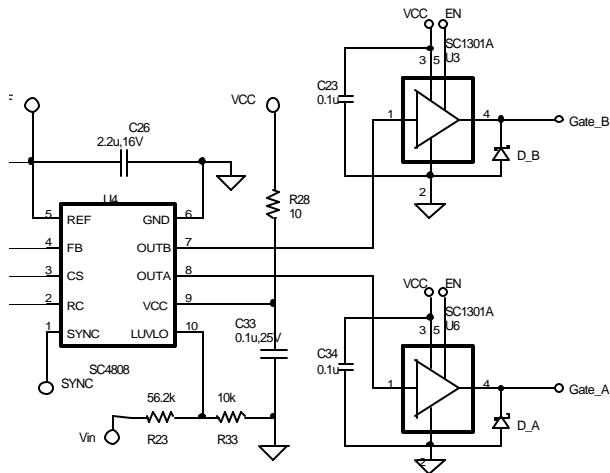 VCC EN
SC1301A
U3
3 5
C23
0.1u
1
4
Gate_B
D_B
2
F
C26
2.2u,16V
VCC
R28
10
U4
5 REF GND 6
4 FB OUTB 7
3 CS OUTA 8
2 RC VCC 9
1 SYNC LUVLO 10
SC4808
SYNC
C33
0.1u,25V
56.2k 10k
Vin
R23 R33
VCC EN
SC1301A
U6
3 5
C34
0.1u
1
4
Gate_A
D_A
2